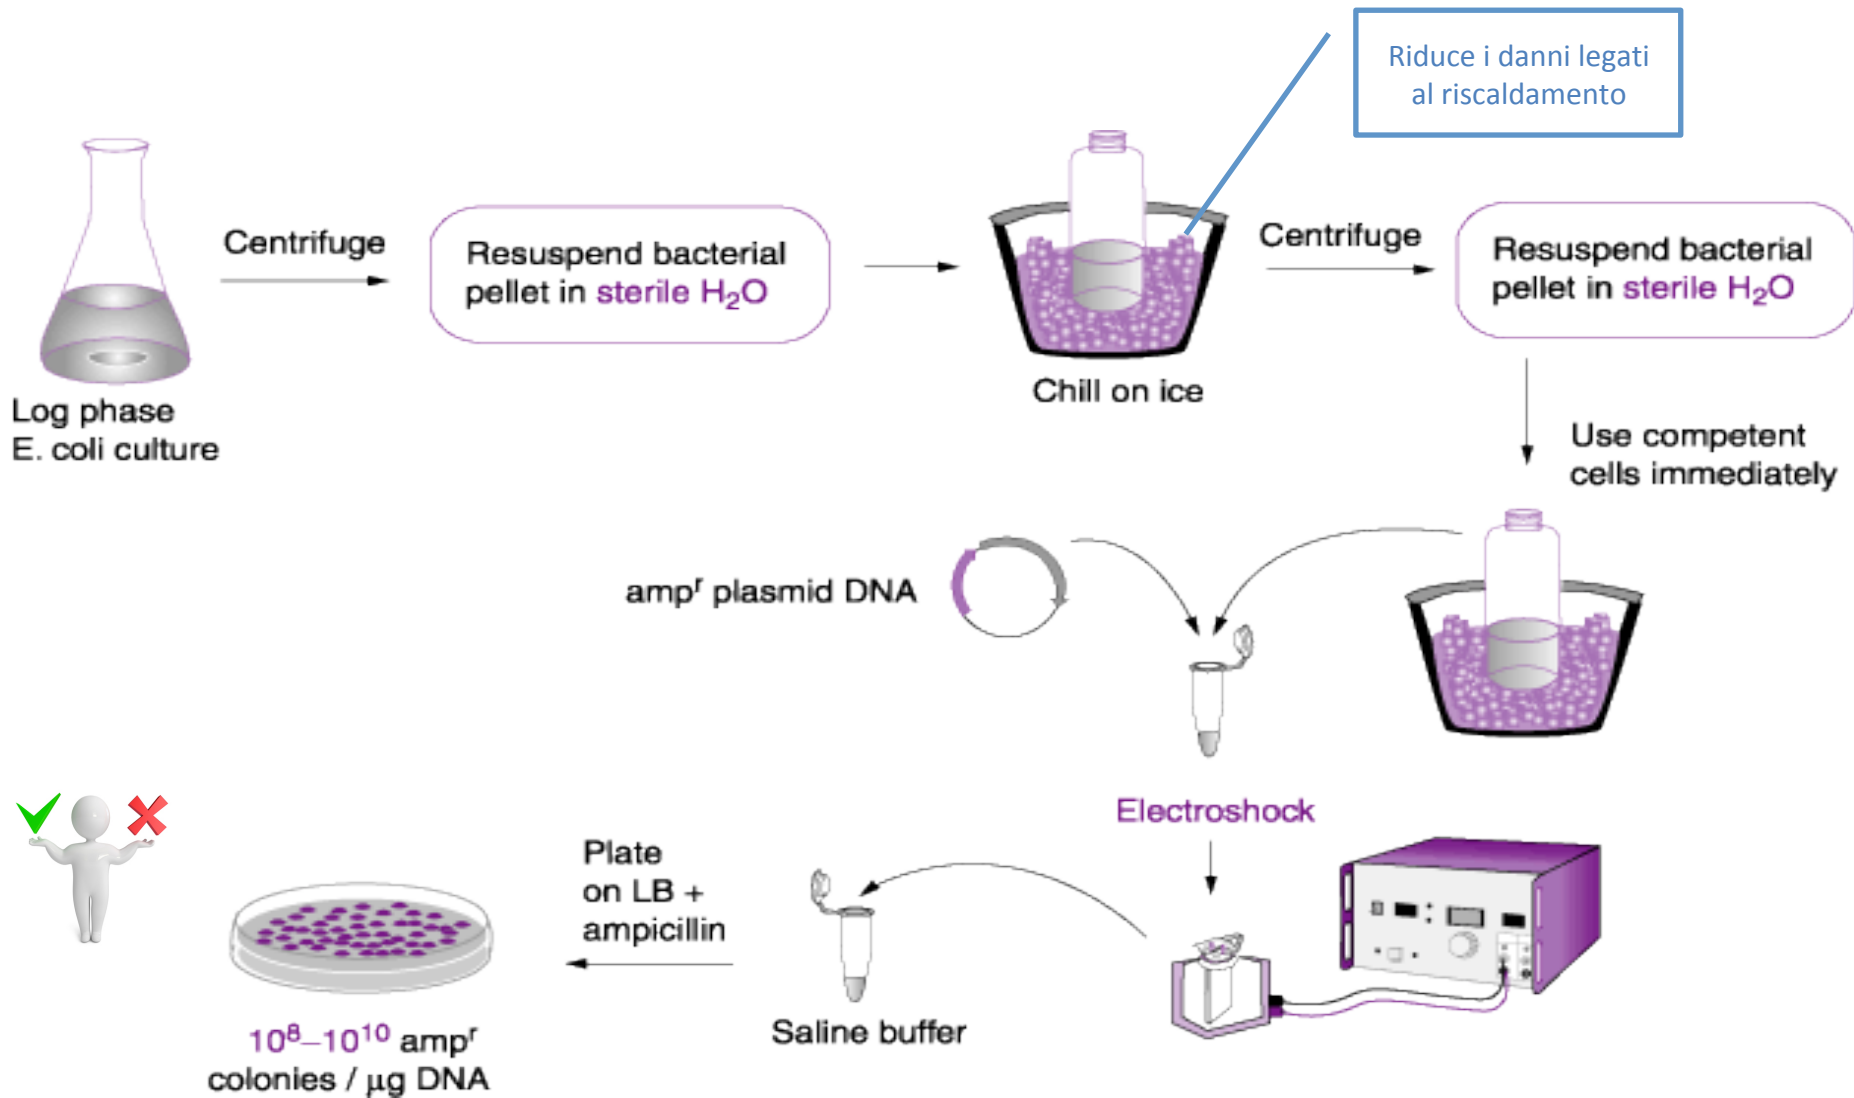 Riduce i danni legati
al riscaldamento
Centrifuge
Resuspend bacterial
pellet in sterile H₂O
Centrifuge
Resuspend bacterial
pellet in sterile H₂O
Chill on ice
Log phase
E. coli culture
Use competent
cells immediately
ampʳ plasmid DNA
Electroshock
Plate
on LB +
ampicillin
Saline buffer
10⁸–10¹⁰ ampʳ
colonies / μg DNA